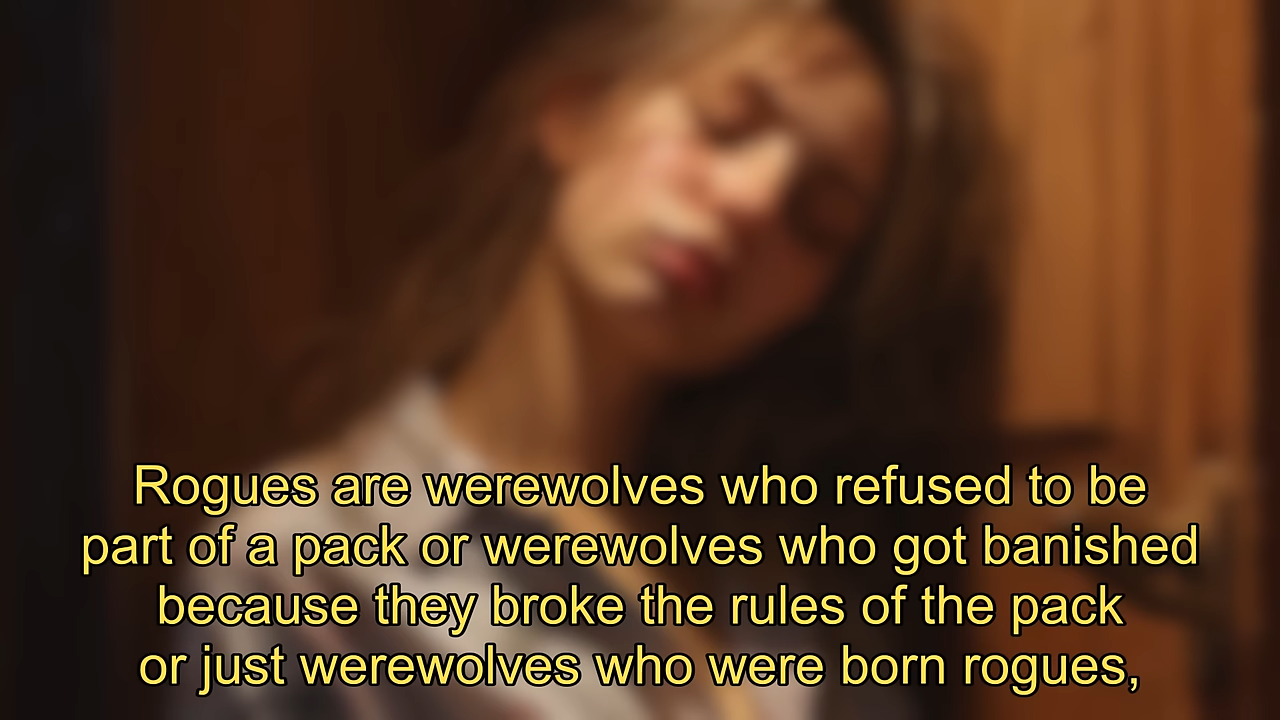 Rogues are werewolves who refused to be
part of a pack or werewolves who got banished
because they broke the rules of the pack
or just werewolves who were born rogues,